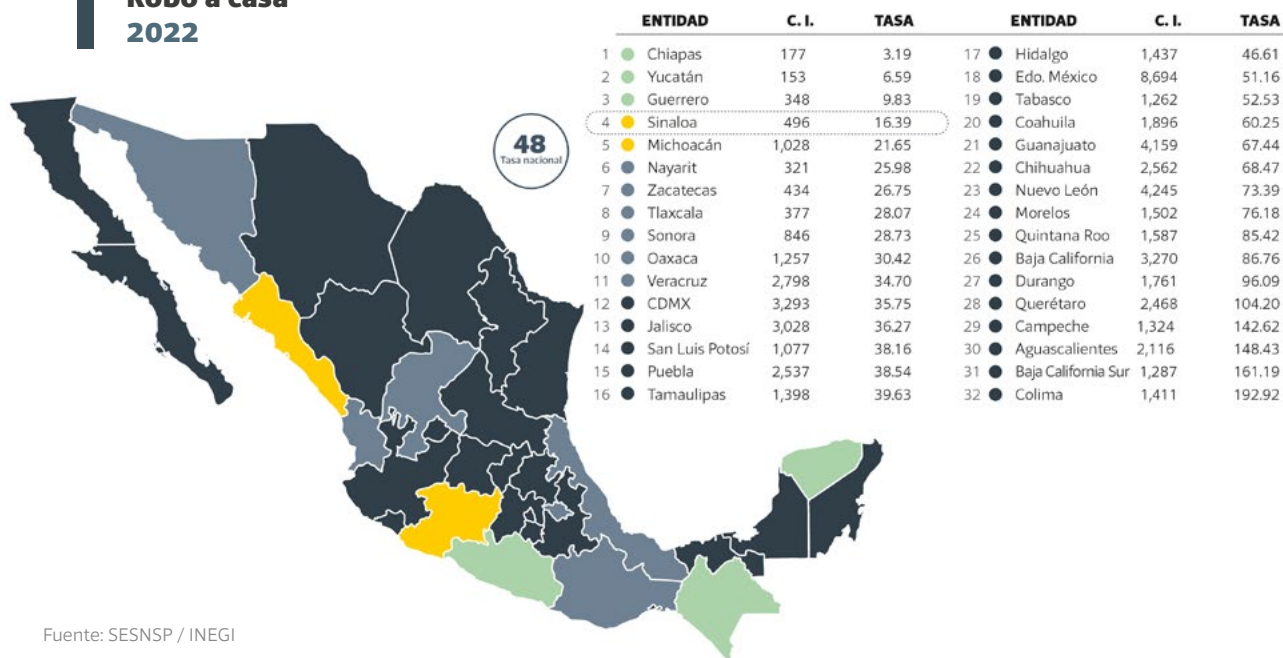 Robo a casa
2022
48
Tasa nacional
ENTIDAD C. I. TASA
1 Chiapas 177 3.19
2 Yucatán 153 6.59
3 Guerrero 348 9.83
4 Sinaloa 496 16.39
5 Michoacán 1,028 21.65
6 Nayarit 321 25.98
7 Zacatecas 434 26.75
8 Tlaxcala 377 28.07
9 Sonora 846 28.73
10 Oaxaca 1,257 30.42
11 Veracruz 2,798 34.70
12 CDMX 3,293 35.75
13 Jalisco 3,028 36.27
14 San Luis Potosí 1,077 38.16
15 Puebla 2,537 38.54
16 Tamaulipas 1,398 39.63
ENTIDAD C. I. TASA
17 Hidalgo 1,437 46.61
18 Edo. México 8,694 51.16
19 Tabasco 1,262 52.53
20 Coahuila 1,896 60.25
21 Guanajuato 4,159 67.44
22 Chihuahua 2,562 68.47
23 Nuevo León 4,245 73.39
24 Morelos 1,502 76.18
25 Quintana Roo 1,587 85.42
26 Baja California 3,270 86.76
27 Durango 1,761 96.09
28 Querétaro 2,468 104.20
29 Campeche 1,324 142.62
30 Aguascalientes 2,116 148.43
31 Baja California Sur 1,287 161.19
32 Colima 1,411 192.92
Fuente: SESNSP / INEGI